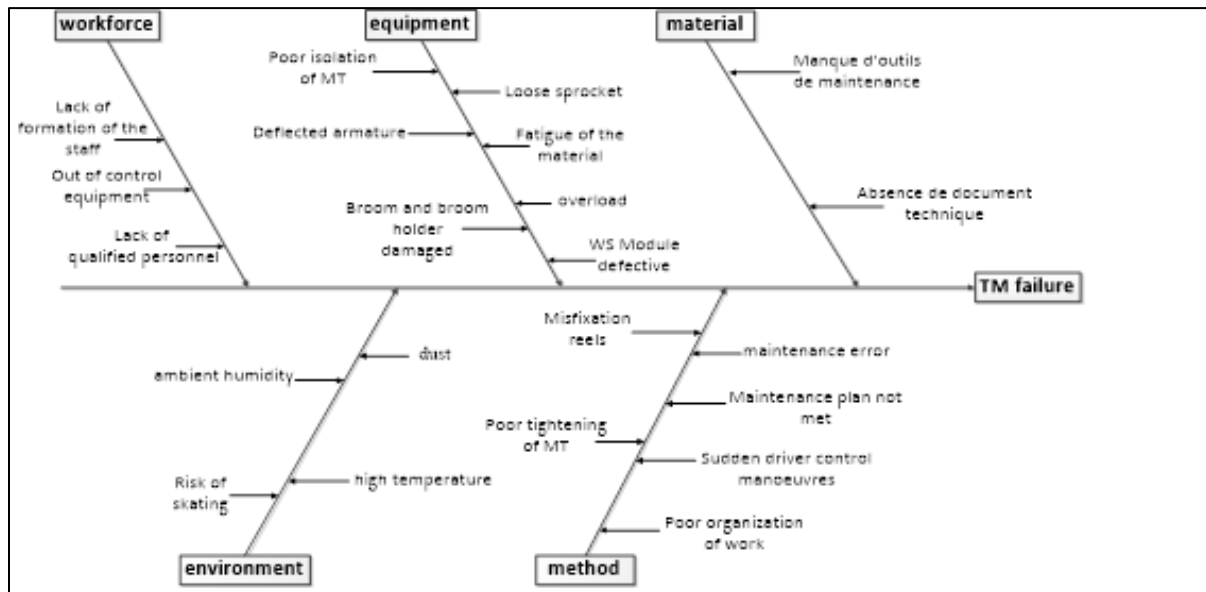 workforce
equipment
material
Poor isolation
of MT
Manque d'outils
de maintenance
Loose sprocket
Lack of
formation of the
staff
Deflected armature
Fatigue of the
material
Out of control
equipment
Absence de document
technique
Broom and broom
holder
damaged
overload
Lack of
qualified personnel
WS Module
defective
TM failure
Misfixation
reels
dust
maintenance error
ambient humidity
Maintenance plan not
met
Poor tightening
of MT
Sudden driver control
manoeuvres
Risk of
skating
high temperature
Poor organization
of work
environment
method